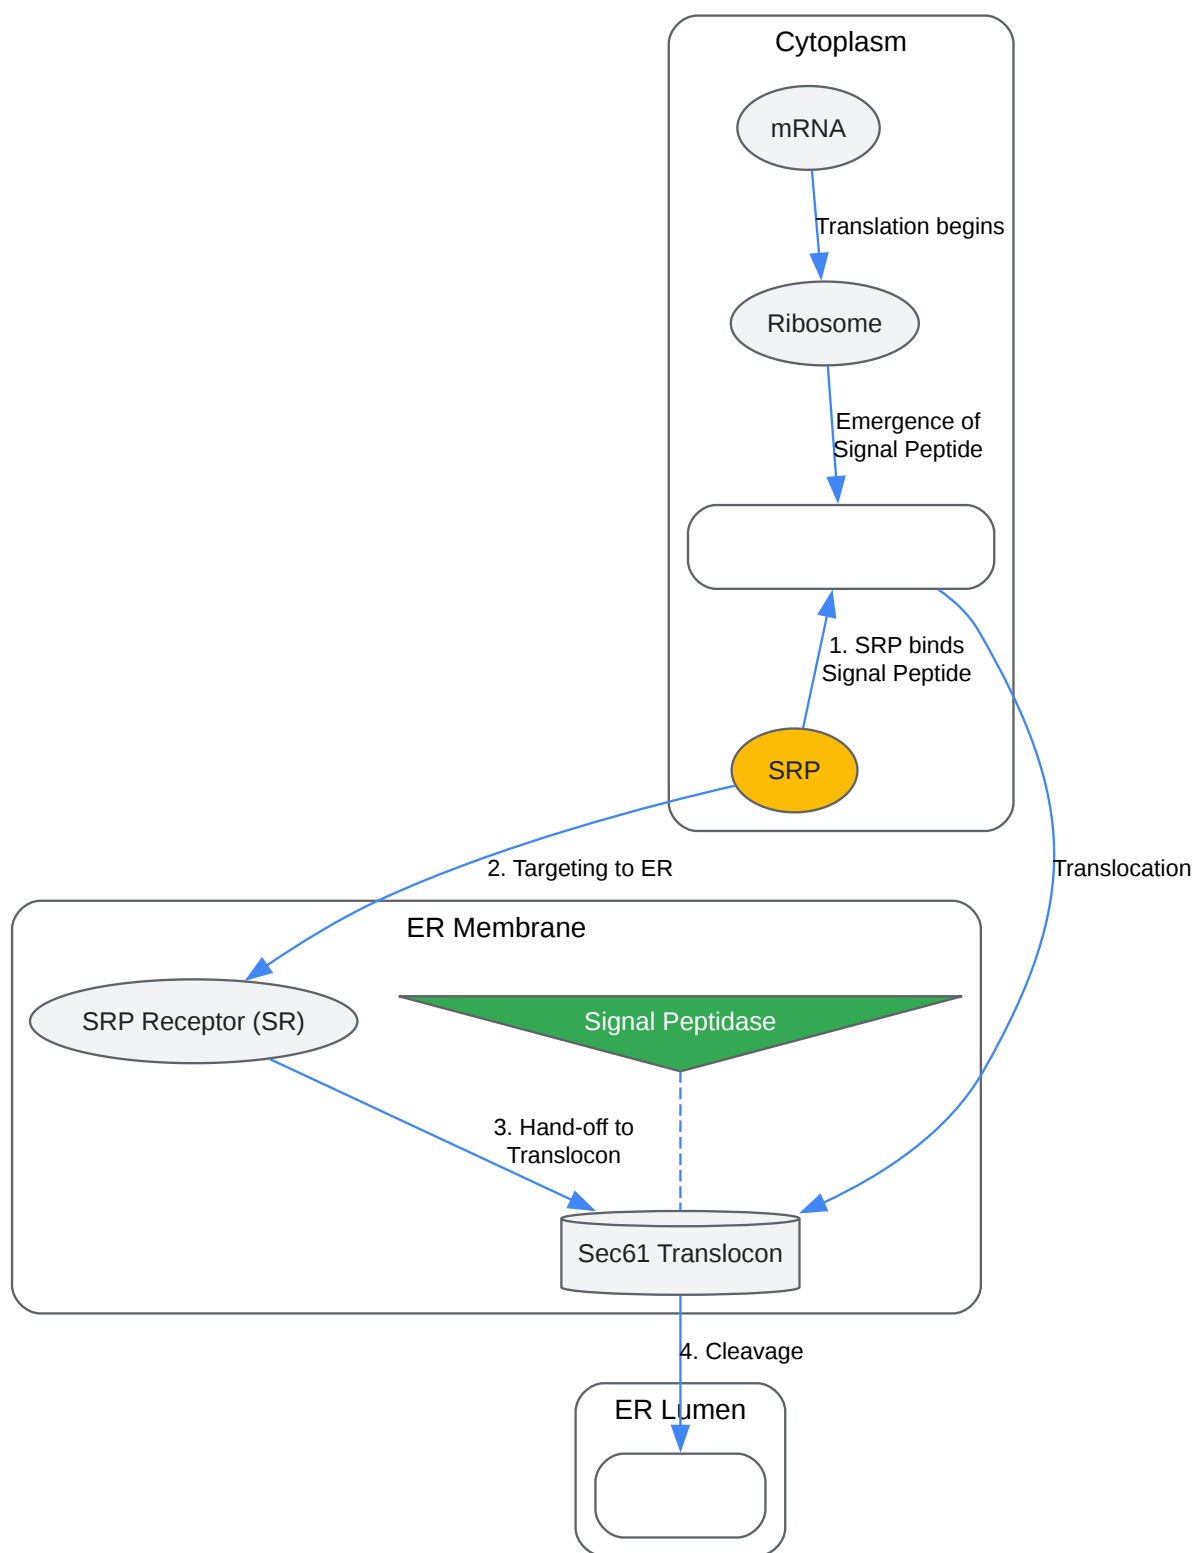 Cytoplasm
mRNA
Translation begins
Ribosome
Emergence of
Signal Peptide
1. SRP binds
Signal Peptide
SRP
2. Targeting to ER
Translocation
ER Membrane
SRP Receptor (SR)
Signal Peptidase
3. Hand-off to
Translocon
Sec61 Translocon
4. Cleavage
ER Lumen